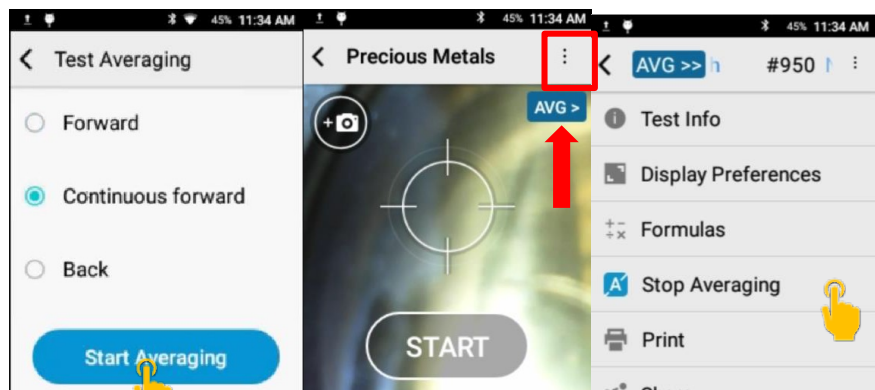 45% 11:34 AM
Test Averaging
Forward
Continuous forward
Back
Start Averaging
45% 11:34 AM
Precious Metals
AVG >
START
45% 11:34 AM
AVG >> h #950
Test Info
Display Preferences
Formulas
Stop Averaging
Print